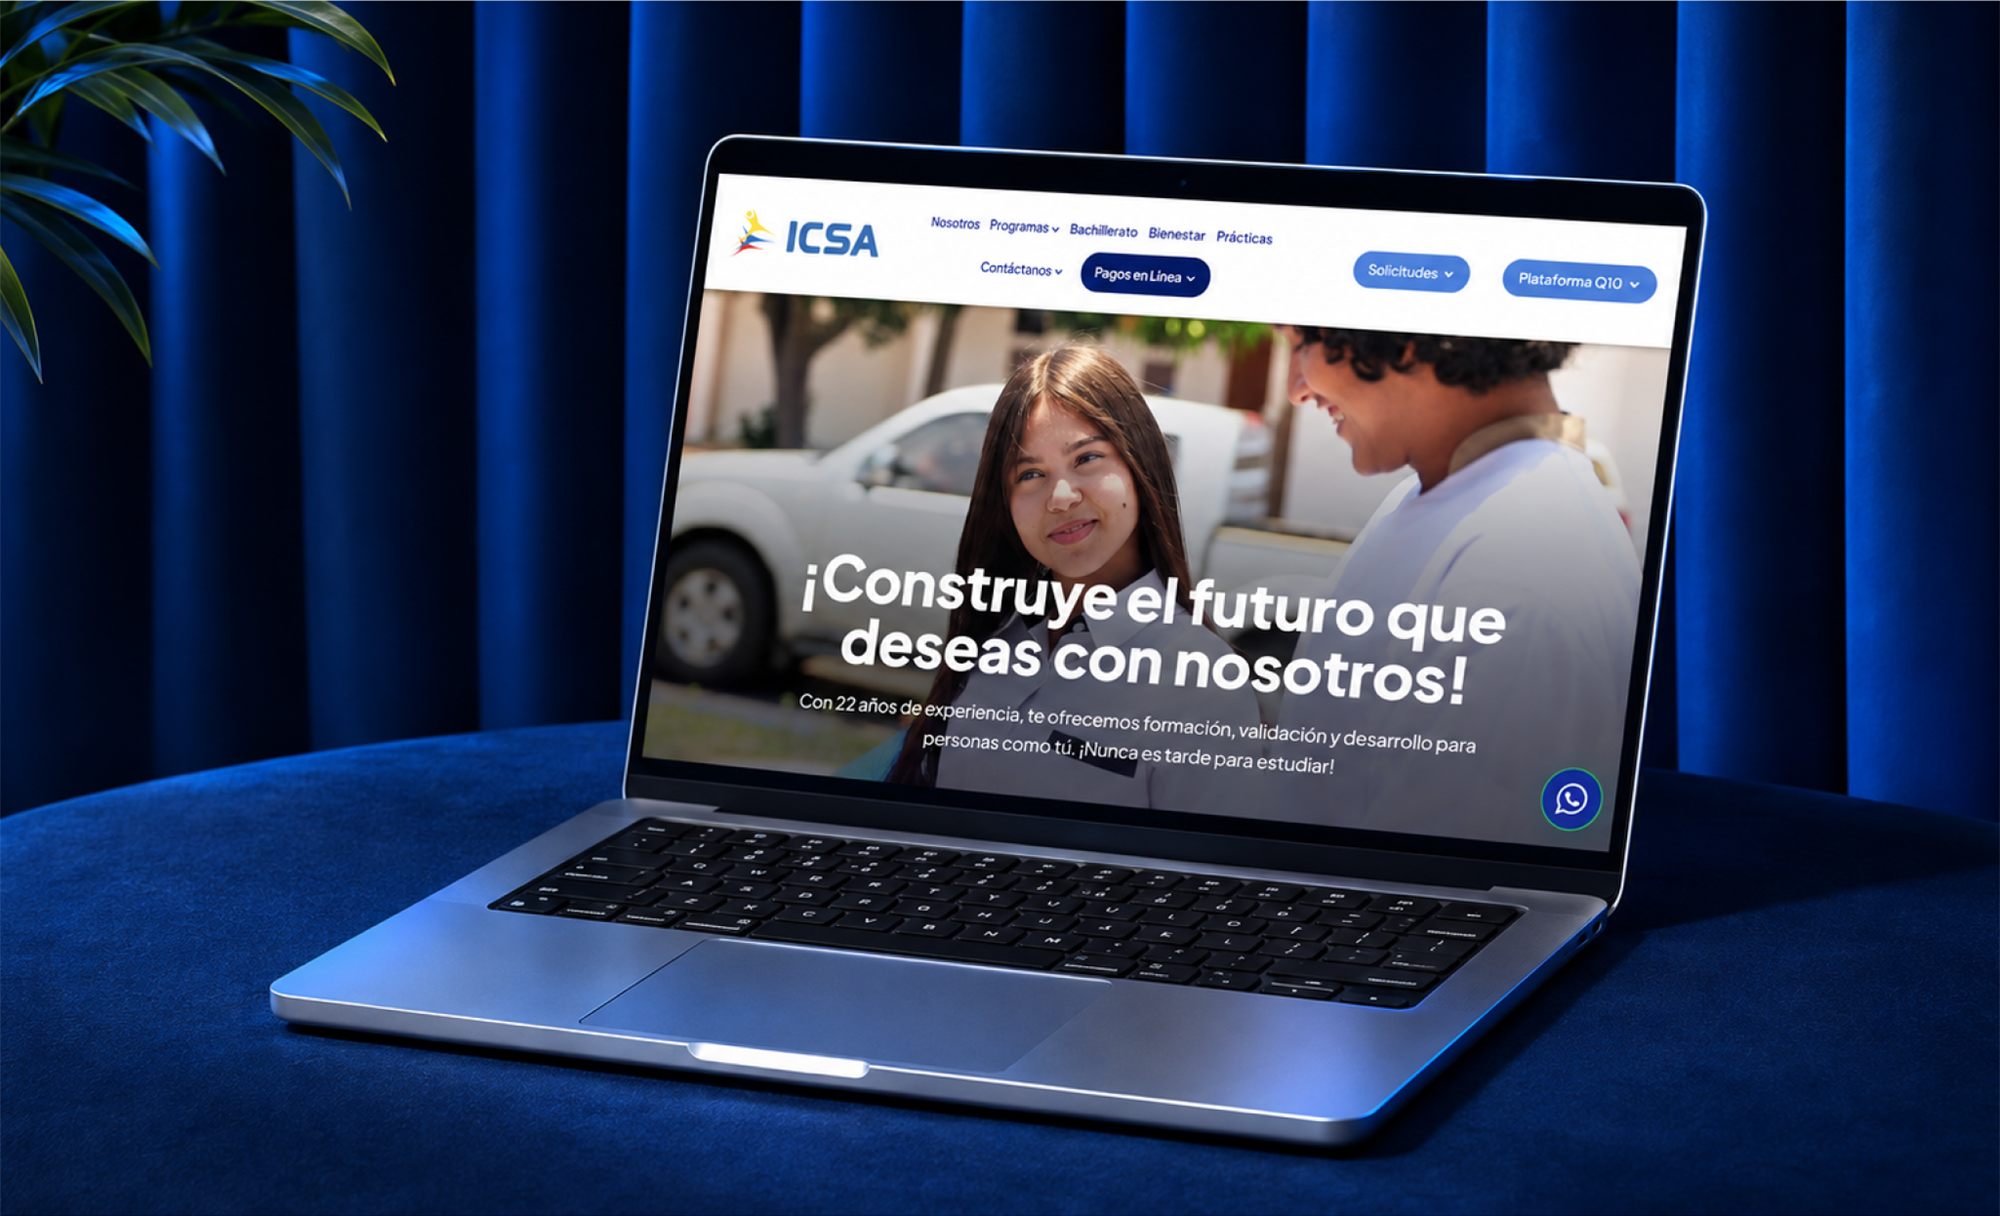 ICSA
Nosotros Programas Bachillerato Bienestar Prácticas
Contáctanos Pagos en Línea
Solicitudes Plataforma Q10
¡Construye el futuro que
deseas con nosotros!
Con 22 años de experiencia, te ofrecemos formación, validación y desarrollo para
personas como tú. ¡Nunca es tarde para estudiar!